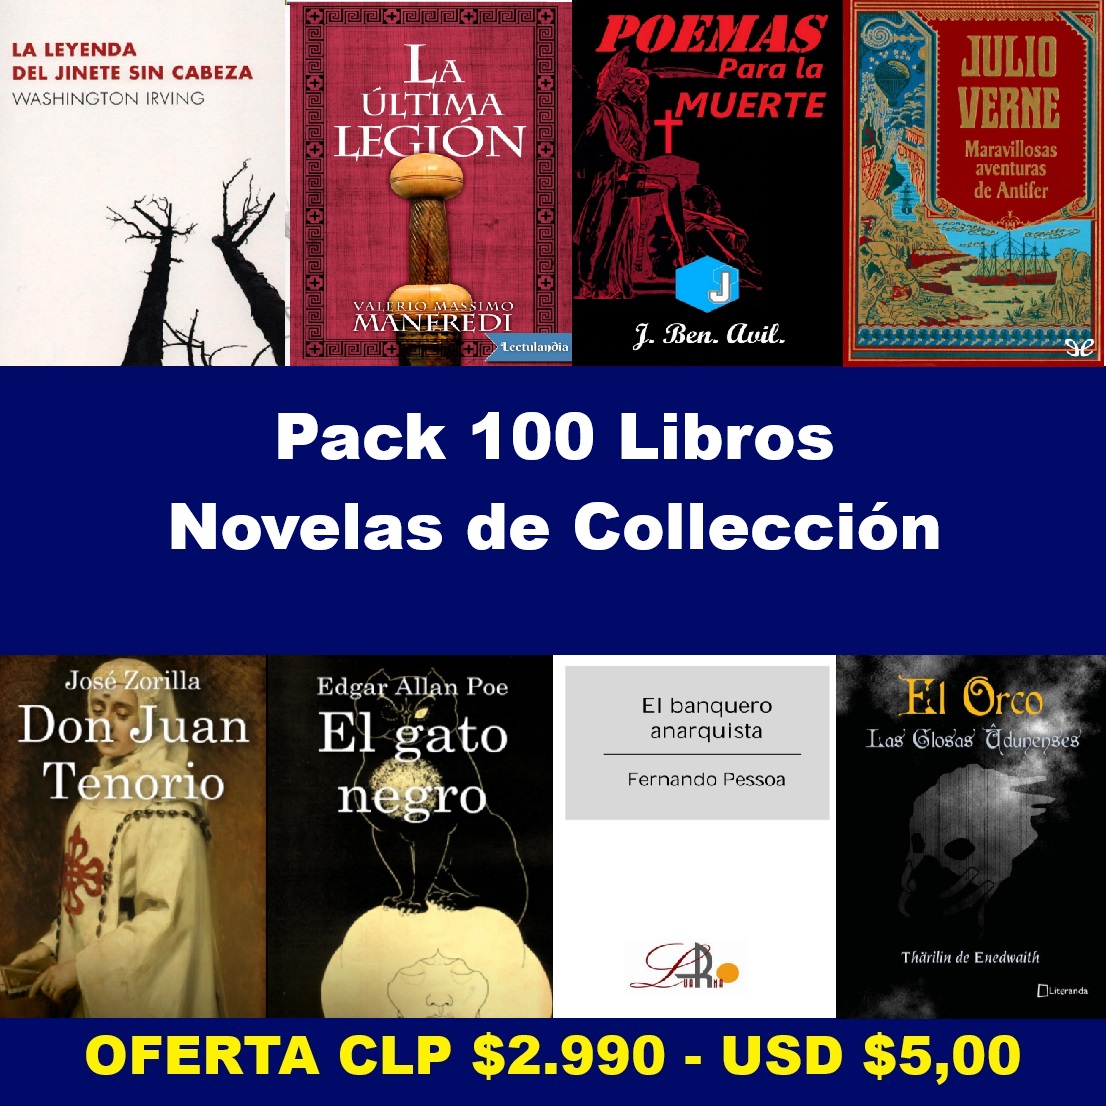 LA LEYENDA
DEL JINETE SIN CABEZA
WASHINGTON IRVING
LA
ÚLTIMA
LEGIÓN
VALERIO MASSIMO
MANFREDI
Lectulandia
POEMAS
Para la
MUERTE
J
J. Ben. Avil.
JULIO
VERNE
Maravillosas
aventuras
de Antifer
Pack 100 Libros
Novelas de Collección
José Zorilla
Don Juan
Tenorio
Edgar Allan Poe
El gato
negro
El banquero
anarquista
Fernando Pessoa
El Orco
Las Glosas Âdunenses
Thärilin de Enedwaith
Literanda
OFERTA CLP $2.990 - USD $5,00